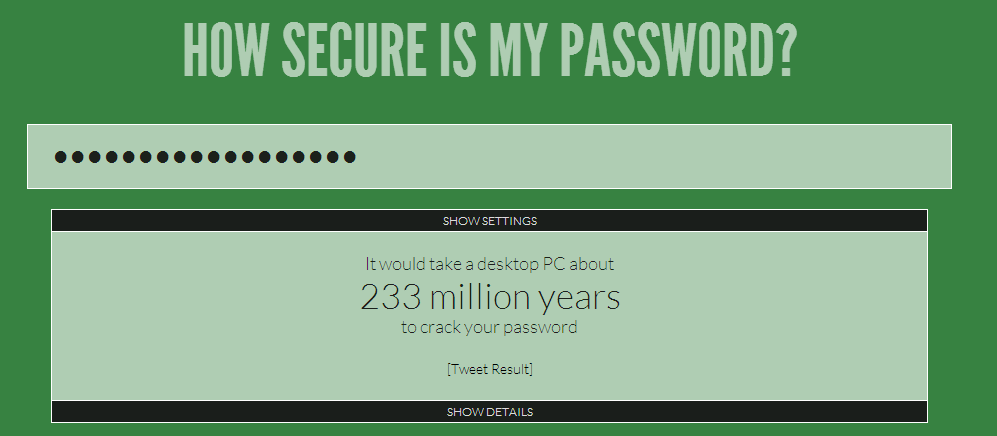 HOW SECURE IS MY PASSWORD?
●●●●●●●●●●●●●●●●●●
SHOW SETTINGS
It would take a desktop PC about
233 million years
to crack your password
[Tweet Result]
SHOW DETAILS